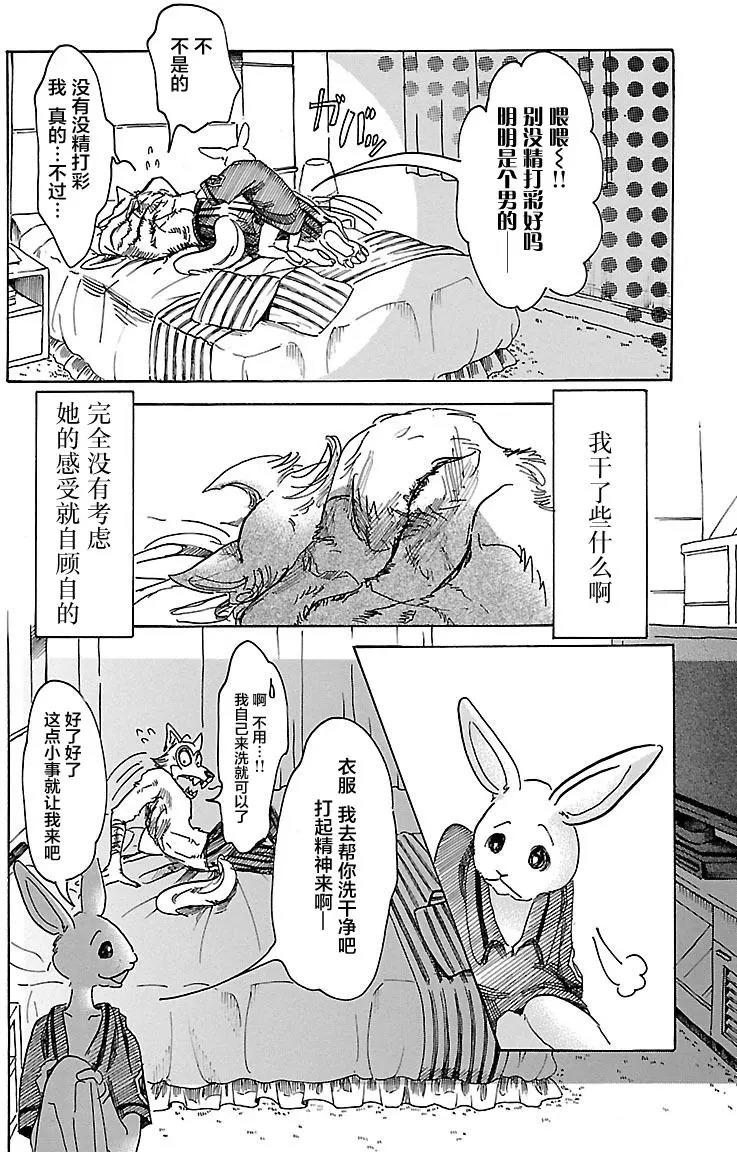 喂喂～!!
别没精打彩好吗
明明是个男的——
ガバッ
不
不是的
没有没精打彩
我 真的…不过…
我干了些什么啊
完全没有考虑
她的感受就自顾自的
衣服 我去帮你洗干净吧
打起精神来啊—
啊 不用…!!
我自己来洗就可以了
好了好了
这点小事就让我来吧